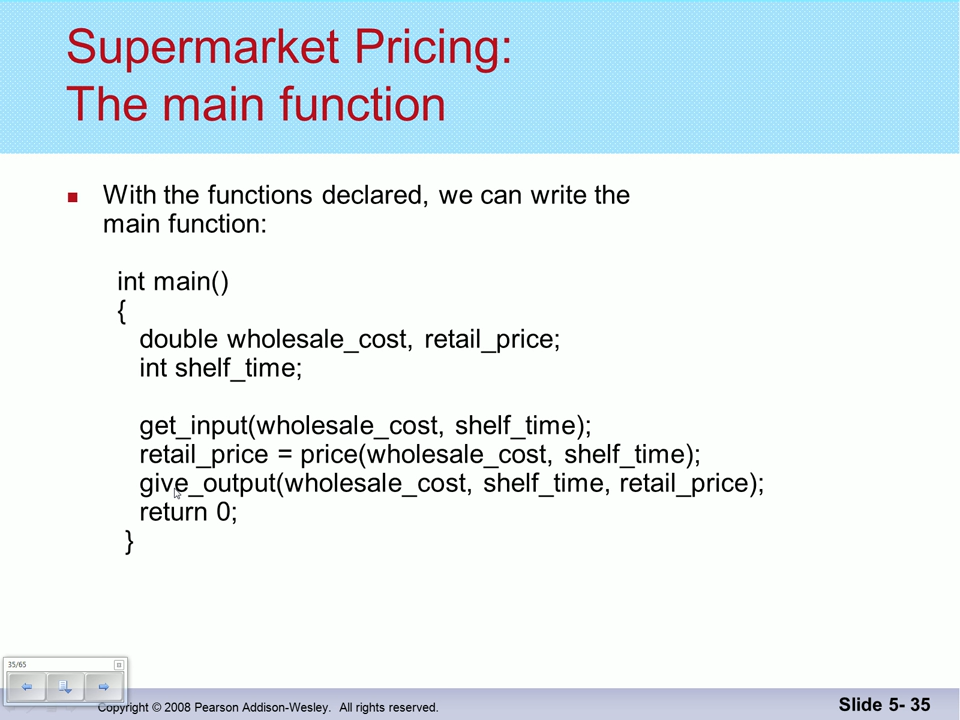 Supermarket Pricing:
The main function
With the functions declared, we can write the
main function:
int main()
{
double wholesale_cost, retail_price;
int shelf_time;
get_input(wholesale_cost, shelf_time);
retail_price = price(wholesale_cost, shelf_time);
give_output(wholesale_cost, shelf_time, retail_price);
return 0;
}
35/65
Copyright © 2008 Pearson Addison-Wesley. All rights reserved.
Slide 5- 35